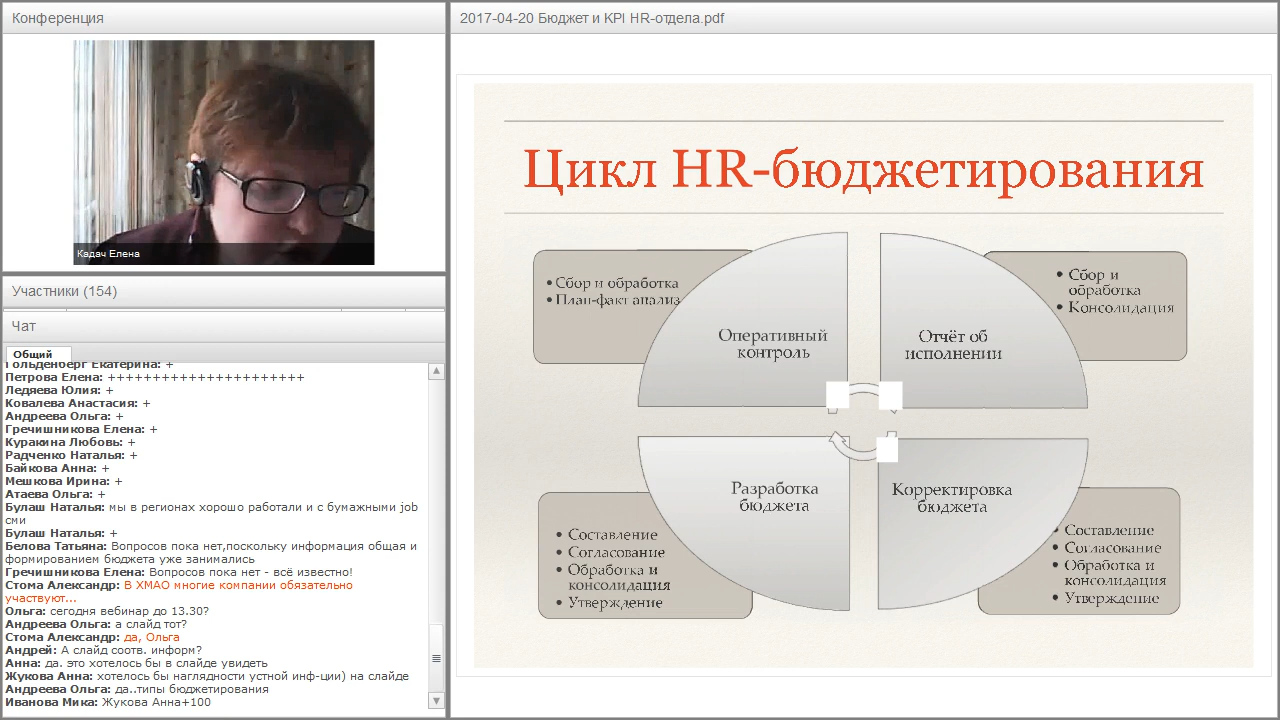 Конференция
Кадач Елена
Участники (154)
Чат
Общий
Гольденберг Екатерина: +
Петрова Елена: ++++++++++++++++++++++
Ледяева Юлия: +
Ковалева Анастасия: +
Андреева Ольга: +
Гречишникова Елена: +
Куракина Любовь: +
Радченко Наталья: +
Байкова Анна: +
Мешкова Ирина: +
Атаева Ольга: +
Булаш Наталья: мы в регионах хорошо работали и с бумажными job
сми
Булаш Наталья: +
Белова Татьяна: Вопросов пока нет,поскольку информация общая и
формированием бюджета уже занимались
Гречишникова Елена: Вопросов пока нет - всё известно!
Стома Александр: В ХМАО многие компании обязательно
участвуют...
Ольга: сегодня вебинар до 13.30?
Андреева Ольга: а слайд тот?
Стома Александр: да, Ольга
Андрей: А слайд соотв. информ?
Анна: да. это хотелось бы в слайде увидеть
Жукова Анна: хотелось бы наглядности устной инф-ции) на слайде
Андреева Ольга: да..типы бюджетирования
Иванова Мика: Жукова Анна+100
2017-04-20 Бюджет и KPI HR-отдела.pdf
Цикл HR-бюджетирования
• Сбор и обработка
• План-факт анализ
Оперативный
контроль
Отчёт об
исполнении
• Сбор и
обработка
• Консолидация
Разработка
бюджета
• Составление
• Согласование
• Обработка и
консолидация
• Утверждение
Корректировка
бюджета
• Составление
• Согласование
• Обработка и
консолидация
• Утверждение